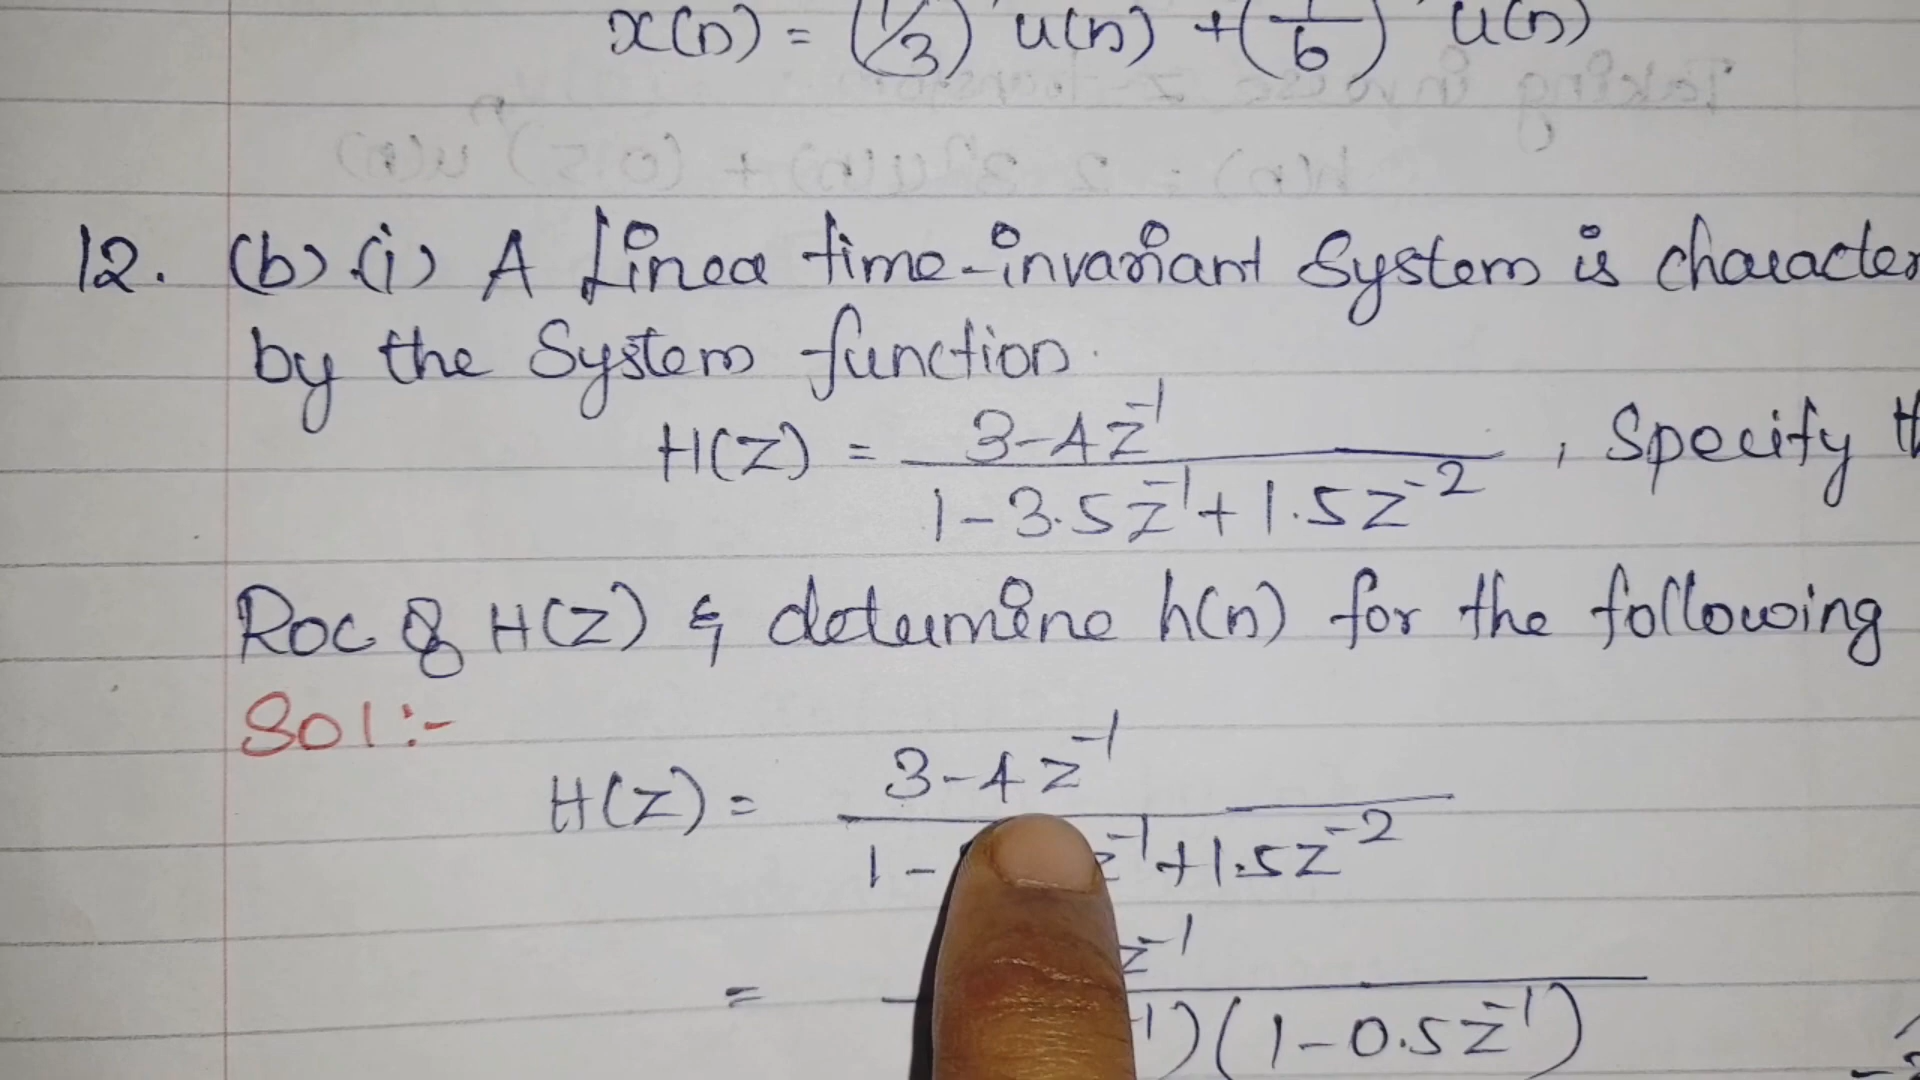 x(n) = (1/3) u(n) + (1/6) u(n)
12. (b) (i) A Linear time-invariant System is character
by the System function.
H(Z) = 3-4z^-1 / 1-3.5z^-1+1.5z^-2 , Specify th
Roc of H(Z) & determine h(n) for the following
Sol:-
H(Z) = 3-4z^-1 / 1- z^-1+1.5z^-2
= z^-1 / ^-1)(1-0.5z^-1)